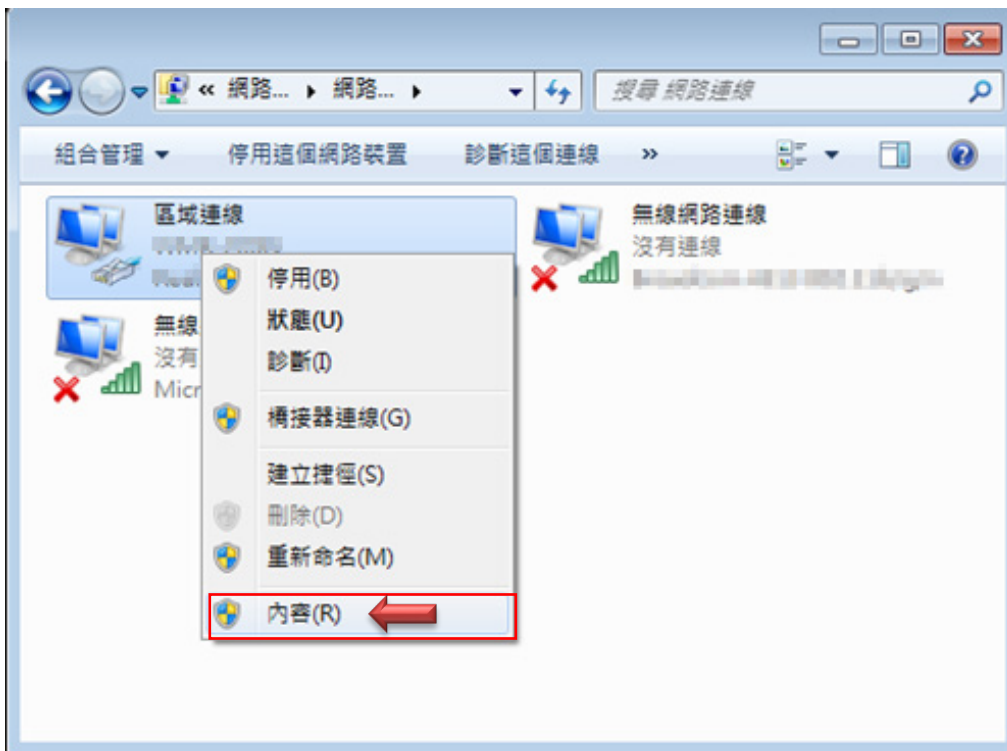 « 網路... ▸ 網路... ▸
搜尋 網路連線
組合管理 停用這個網路裝置 診斷這個連線 »
區域連線
無線網路連線
沒有連線
停用(B)
狀態(U)
診斷(I)
無線
沒有
Micr
橋接器連線(G)
建立捷徑(S)
刪除(D)
重新命名(M)
內容(R)